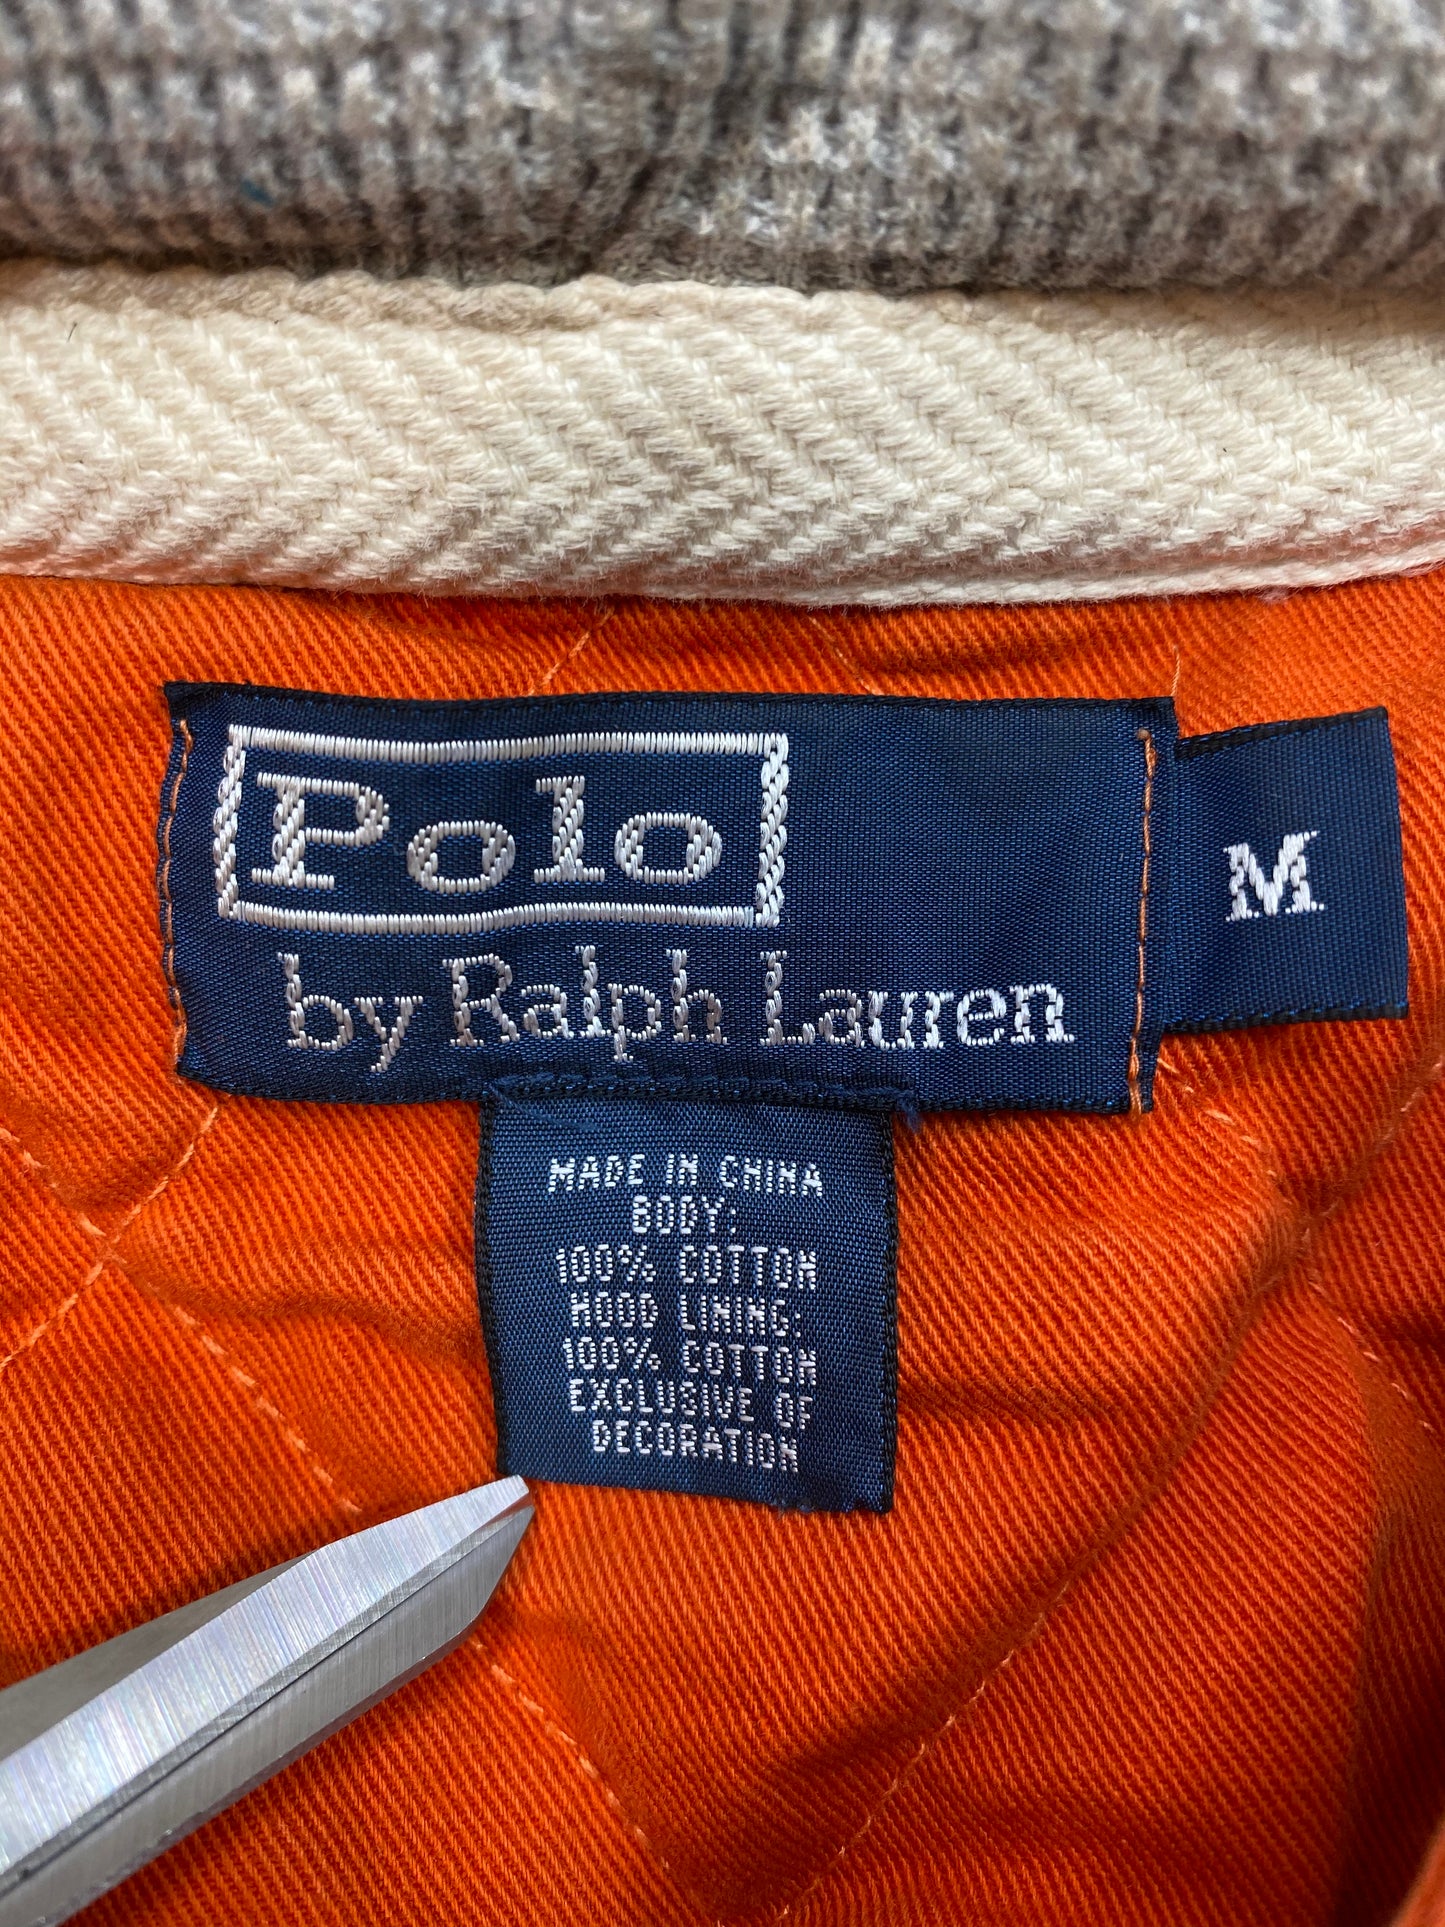 Polo
by Ralph Lauren
M
MADE IN CHINA
BODY:
100% COTTON
HOOD LINING:
100% COTTON
EXCLUSIVE OF
DECORATION